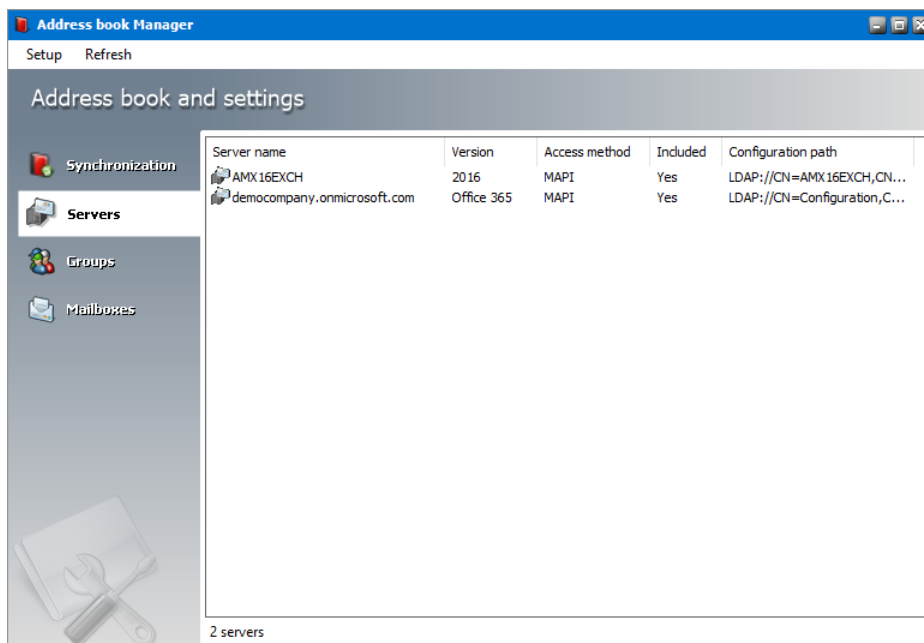 Address book Manager
Setup Refresh
Address book and settings
Synchronization
Servers
Groups
Mailboxes
Server name Version Access method Included Configuration path
AMX16EXCH 2016 MAPI Yes LDAP://CN=AMX16EXCH,CN...
democompany.onmicrosoft.com Office 365 MAPI Yes LDAP://CN=Configuration,C...
2 servers